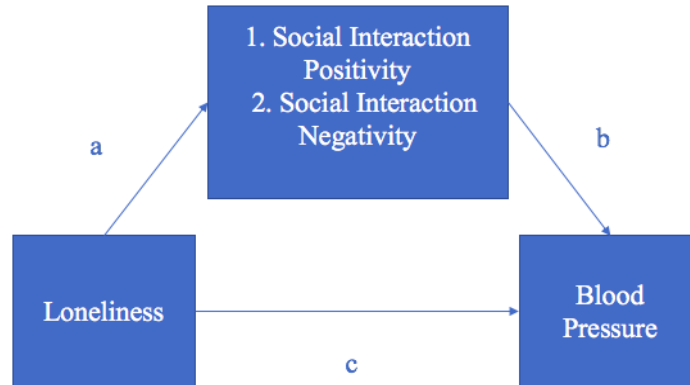 1. Social Interaction
Positivity
2. Social Interaction
Negativity
a
b
Loneliness
Blood
Pressure
c